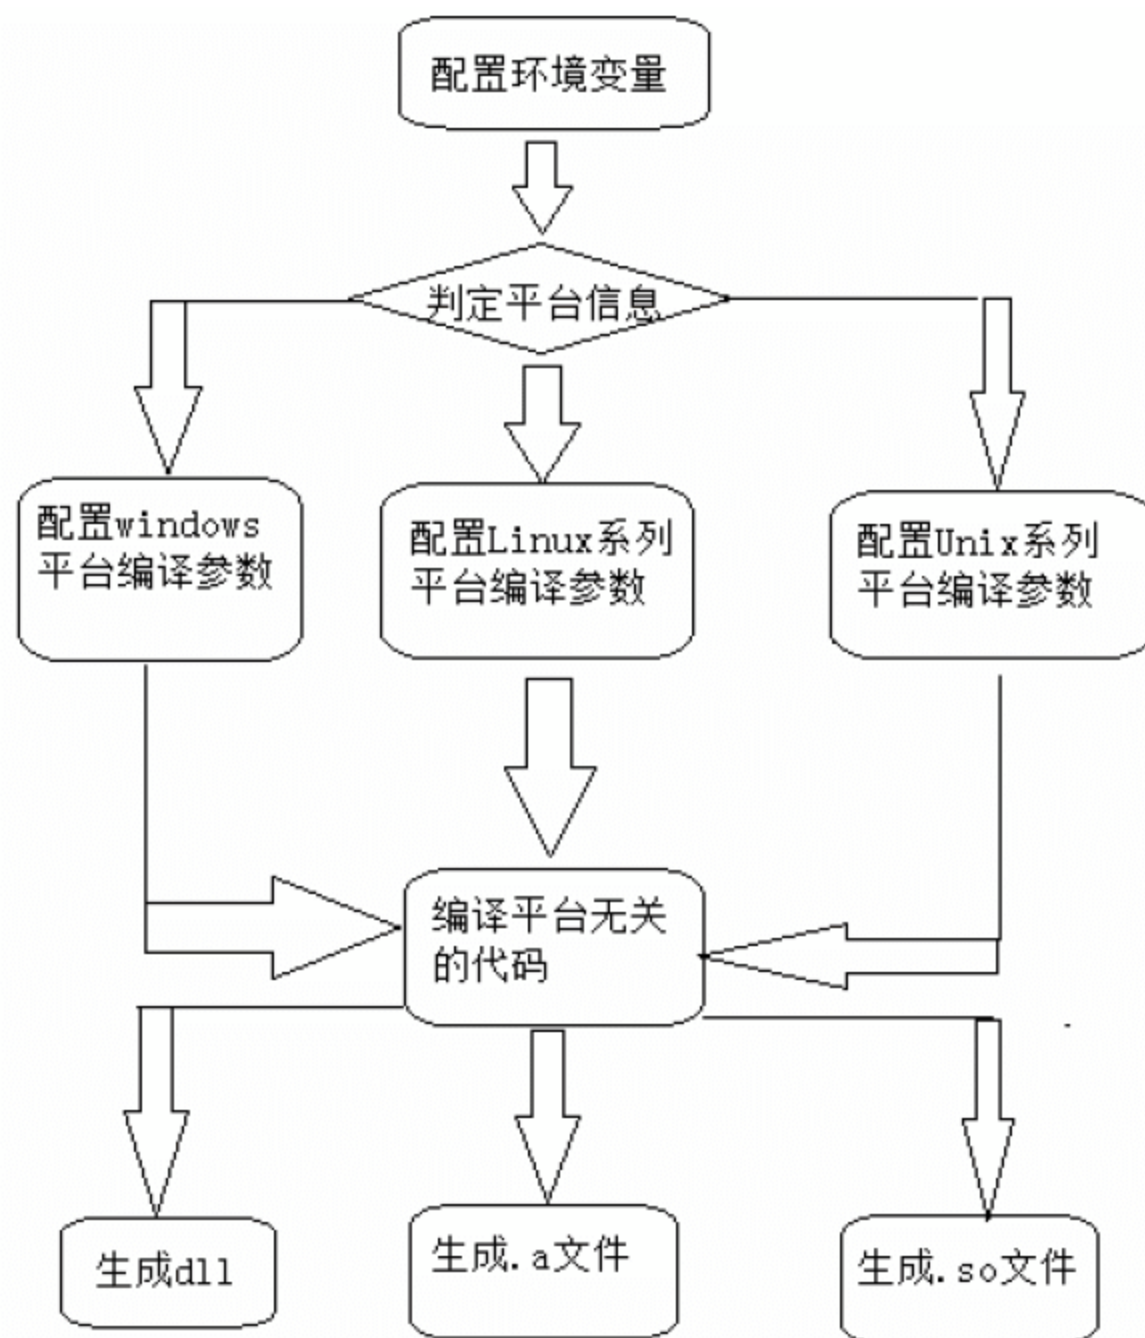 配置环境变量
判定平台信息
配置windows
平台编译参数
配置Linux系列
平台编译参数
配置Unix系列
平台编译参数
编译平台无关
的代码
生成dll
生成.a文件
生成.so文件